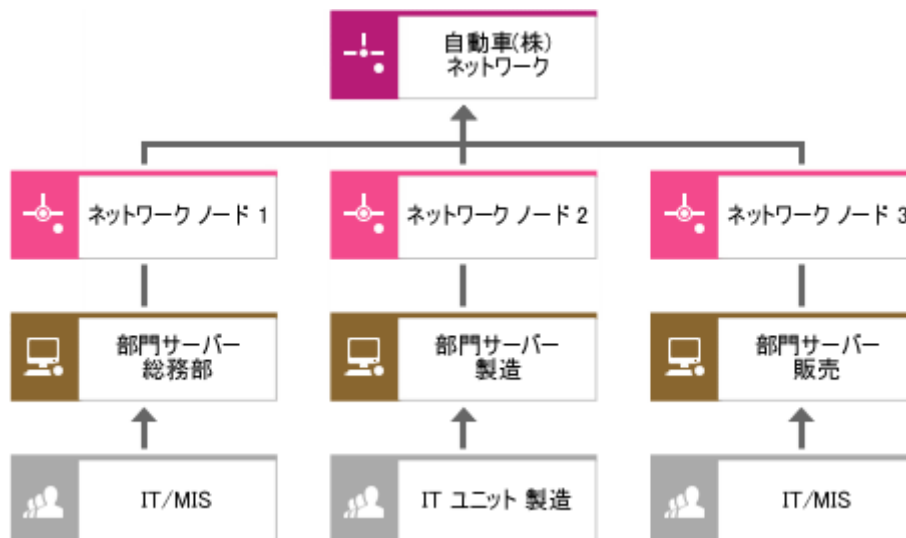 自動車(株)
ネットワーク
ネットワーク ノード 1
ネットワーク ノード 2
ネットワーク ノード 3
部門サーバー
総務部
部門サーバー
製造
部門サーバー
販売
IT/MIS
IT ユニット 製造
IT/MIS